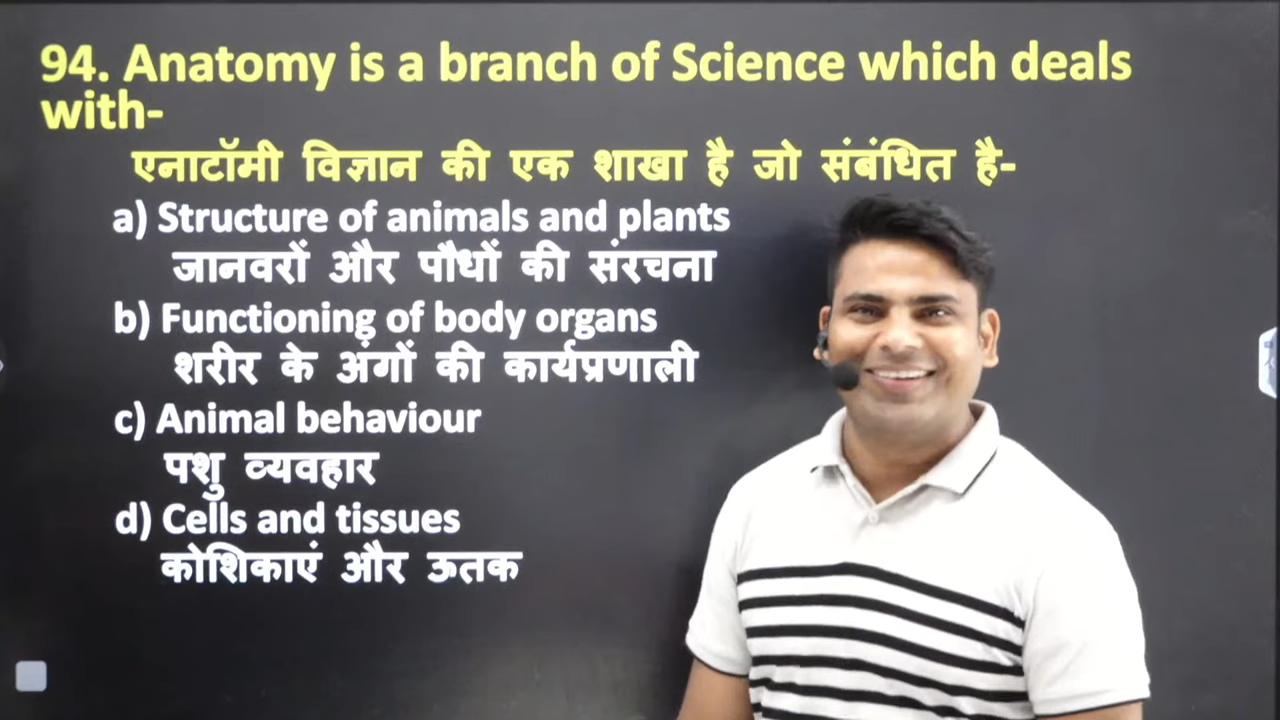 94. Anatomy is a branch of Science which deals
with-
एनाटॉमी विज्ञान की एक शाखा है जो संबंधित है-
a) Structure of animals and plants
जानवरों और पौधों की संरचना
b) Functioning of body organs
शरीर के अंगों की कार्यप्रणाली
c) Animal behaviour
पशु व्यवहार
d) Cells and tissues
कोशिकाएं और ऊतक